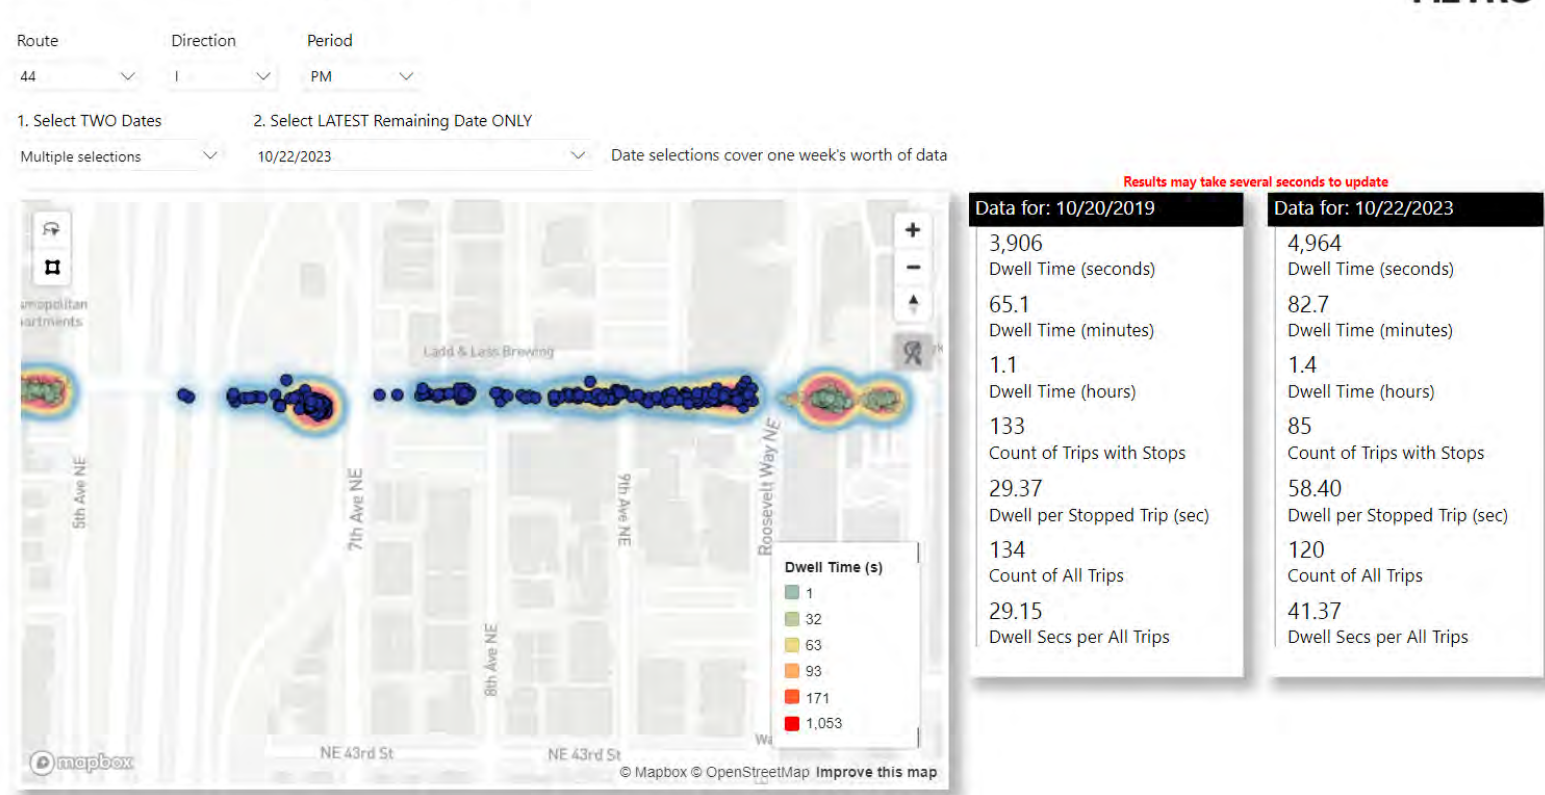 Route Direction Period
44 I PM
1. Select TWO Dates 2. Select LATEST Remaining Date ONLY
Multiple selections 10/22/2023 Date selections cover one week's worth of data
Results may take several seconds to update
Data for: 10/20/2019
3,906
Dwell Time (seconds)
65.1
Dwell Time (minutes)
1.1
Dwell Time (hours)
133
Count of Trips with Stops
29.37
Dwell per Stopped Trip (sec)
134
Count of All Trips
29.15
Dwell Secs per All Trips
Data for: 10/22/2023
4,964
Dwell Time (seconds)
82.7
Dwell Time (minutes)
1.4
Dwell Time (hours)
85
Count of Trips with Stops
58.40
Dwell per Stopped Trip (sec)
120
Count of All Trips
41.37
Dwell Secs per All Trips
Ladd & Lass Brewing
5th Ave NE
7th Ave NE
8th Ave NE
9th Ave NE
Roosevelt Way NE
NE 43rd St
NE 43rd St
Dwell Time (s)
1
32
63
93
171
1,053
mapbox
© Mapbox © OpenStreetMap Improve this map